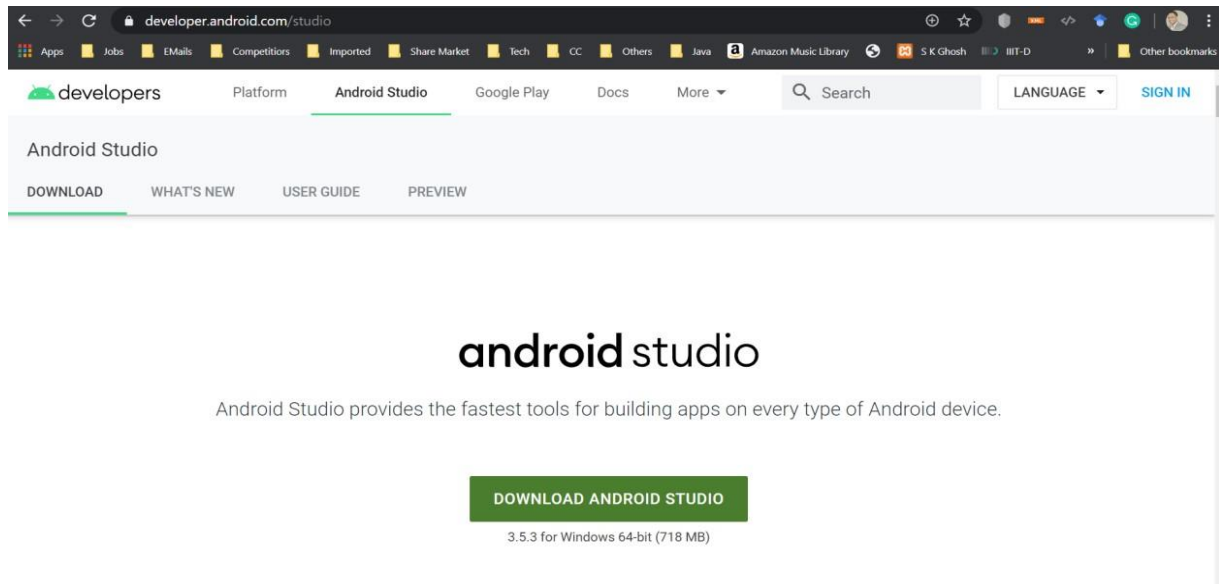 developer.android.com/studio
Apps Jobs EMails Competitiors Imported Share Market Tech CC Others Java a Amazon Music Library S K Ghosh IIIT-D » Other bookmarks
developers Platform Android Studio Google Play Docs More Search LANGUAGE SIGN IN
Android Studio
DOWNLOAD WHAT'S NEW USER GUIDE PREVIEW
android studio
Android Studio provides the fastest tools for building apps on every type of Android device.
DOWNLOAD ANDROID STUDIO
3.5.3 for Windows 64-bit (718 MB)